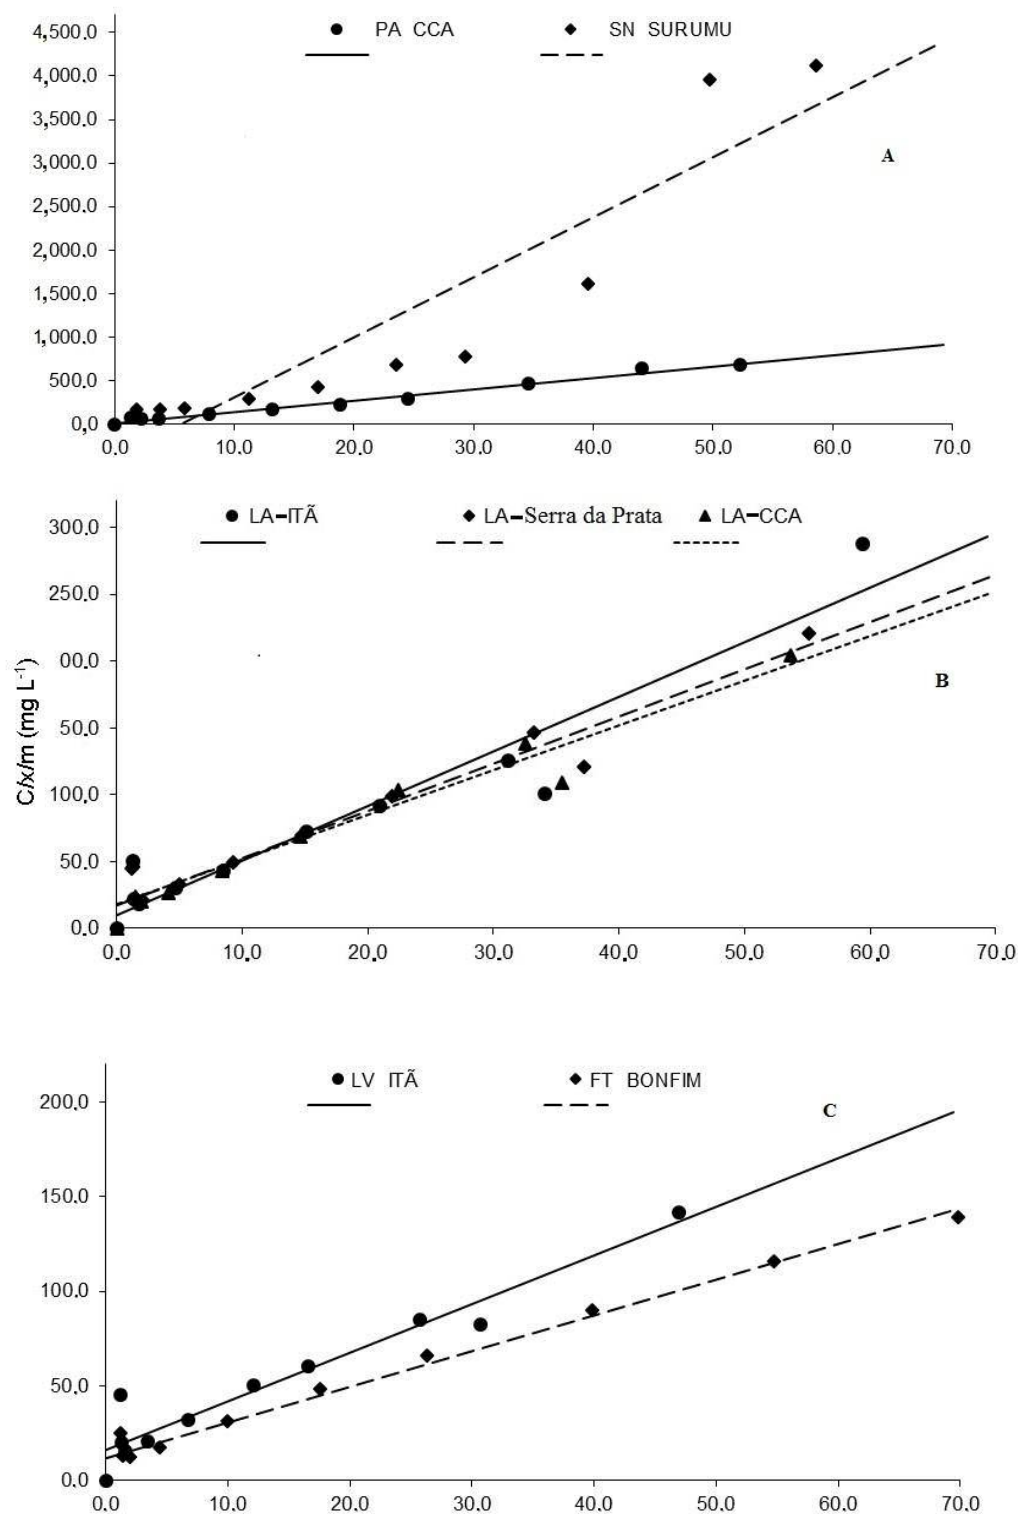 PA CCA SN SURUMU
4,500.0
4,000.0
3,500.0
A
3,000.0
2,500.0
2,000.0
1,500.0
1,000.0
500.0
0,0
0.0 10.0 20.0 30.0 40.0 50.0 60.0 70.0
LA-ITÃ LA-Serra da Prata LA-CCA
300.0
250.0
00.0
B
50.0
100.0
50.0
0.0
0.0 10.0 20.0 30.0 40.0 50.0 60.0 70.0
C/x/m (mg L⁻¹)
LV ITÃ FT BONFIM
200.0
C
150.0
100.0
50.0
0.0
0.0 10.0 20.0 30.0 40.0 50.0 60.0 70.0